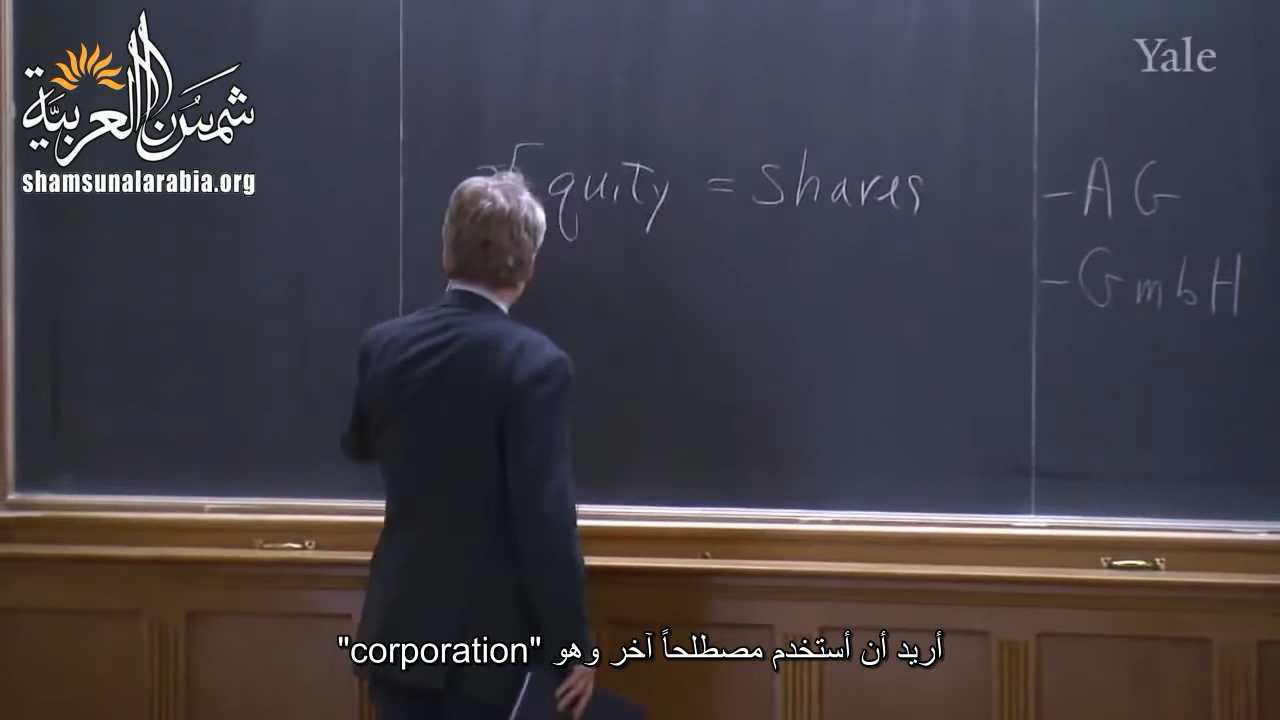 شمس العربية
shamsunalarabia.org
Yale
Equity = shares
- AG
- GmbH
أريد أن أستخدم مصطلحاً آخر وهو "corporation"